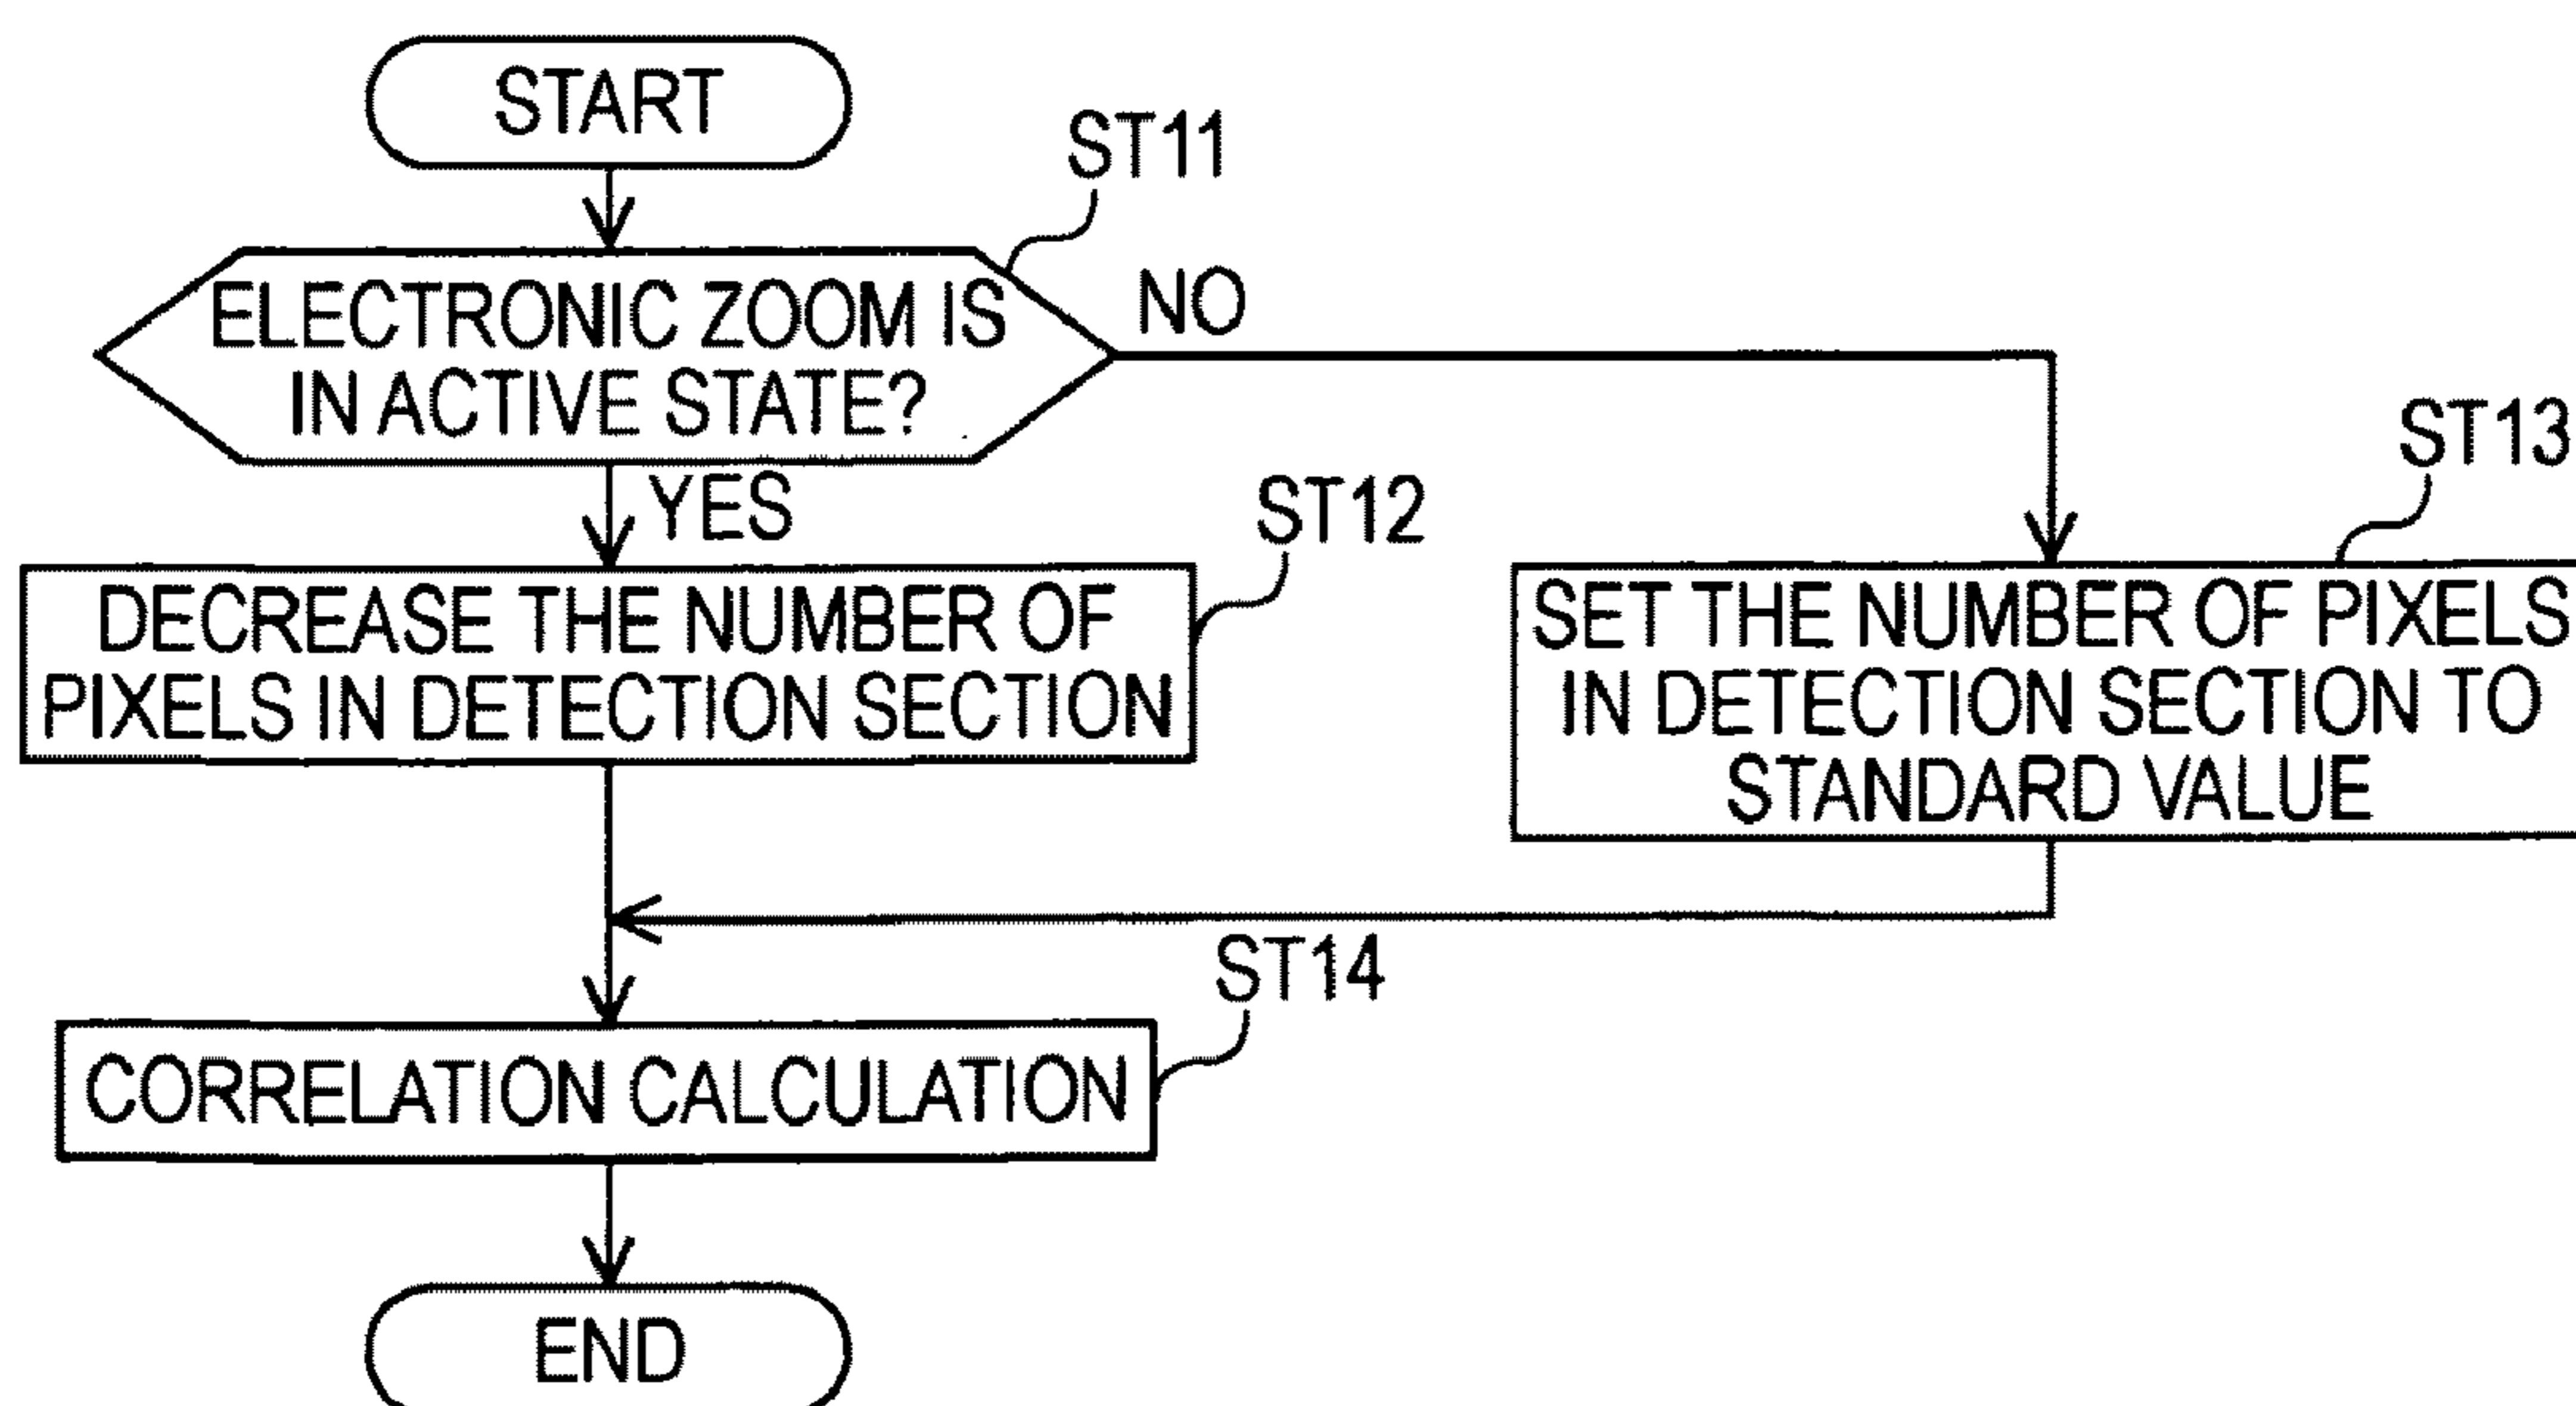 START
ST11
ELECTRONIC ZOOM IS
IN ACTIVE STATE?
NO
YES
ST12
DECREASE THE NUMBER OF
PIXELS IN DETECTION SECTION
ST13
SET THE NUMBER OF PIXELS
IN DETECTION SECTION TO
STANDARD VALUE
ST14
CORRELATION CALCULATION
END